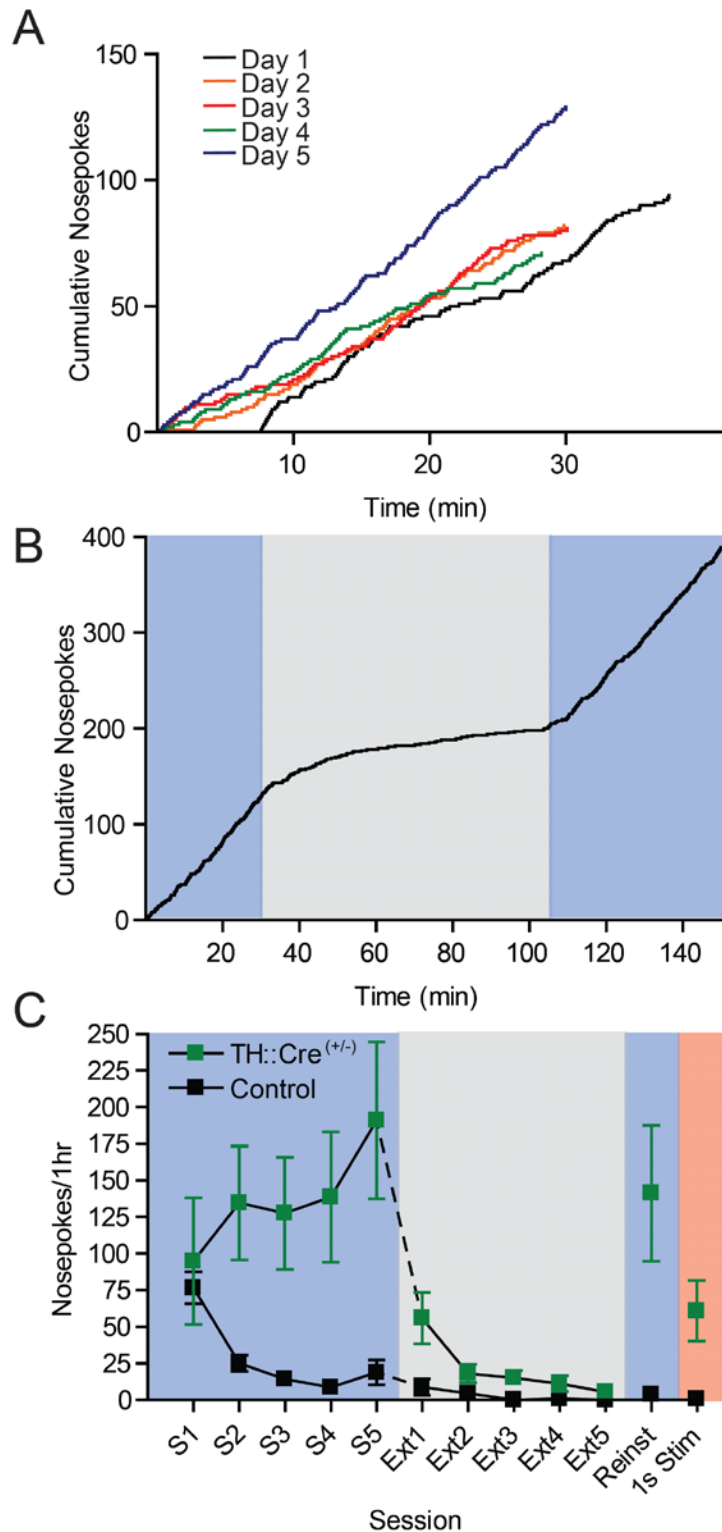 A
150
100
50
0
Cumulative Nosepokes
Day 1
Day 2
Day 3
Day 4
Day 5
10 20 30
Time (min)
B
400
300
200
100
0
Cumulative Nosepokes
20 40 60 80 100 120 140
Time (min)
C
250
225
200
175
150
125
100
75
50
25
0
Nosepokes/1hr
TH::Cre(+/-)
Control
S1 S2 S3 S4 S5 Ext1 Ext2 Ext3 Ext4 Ext5 Reinst 1s Stim
Session